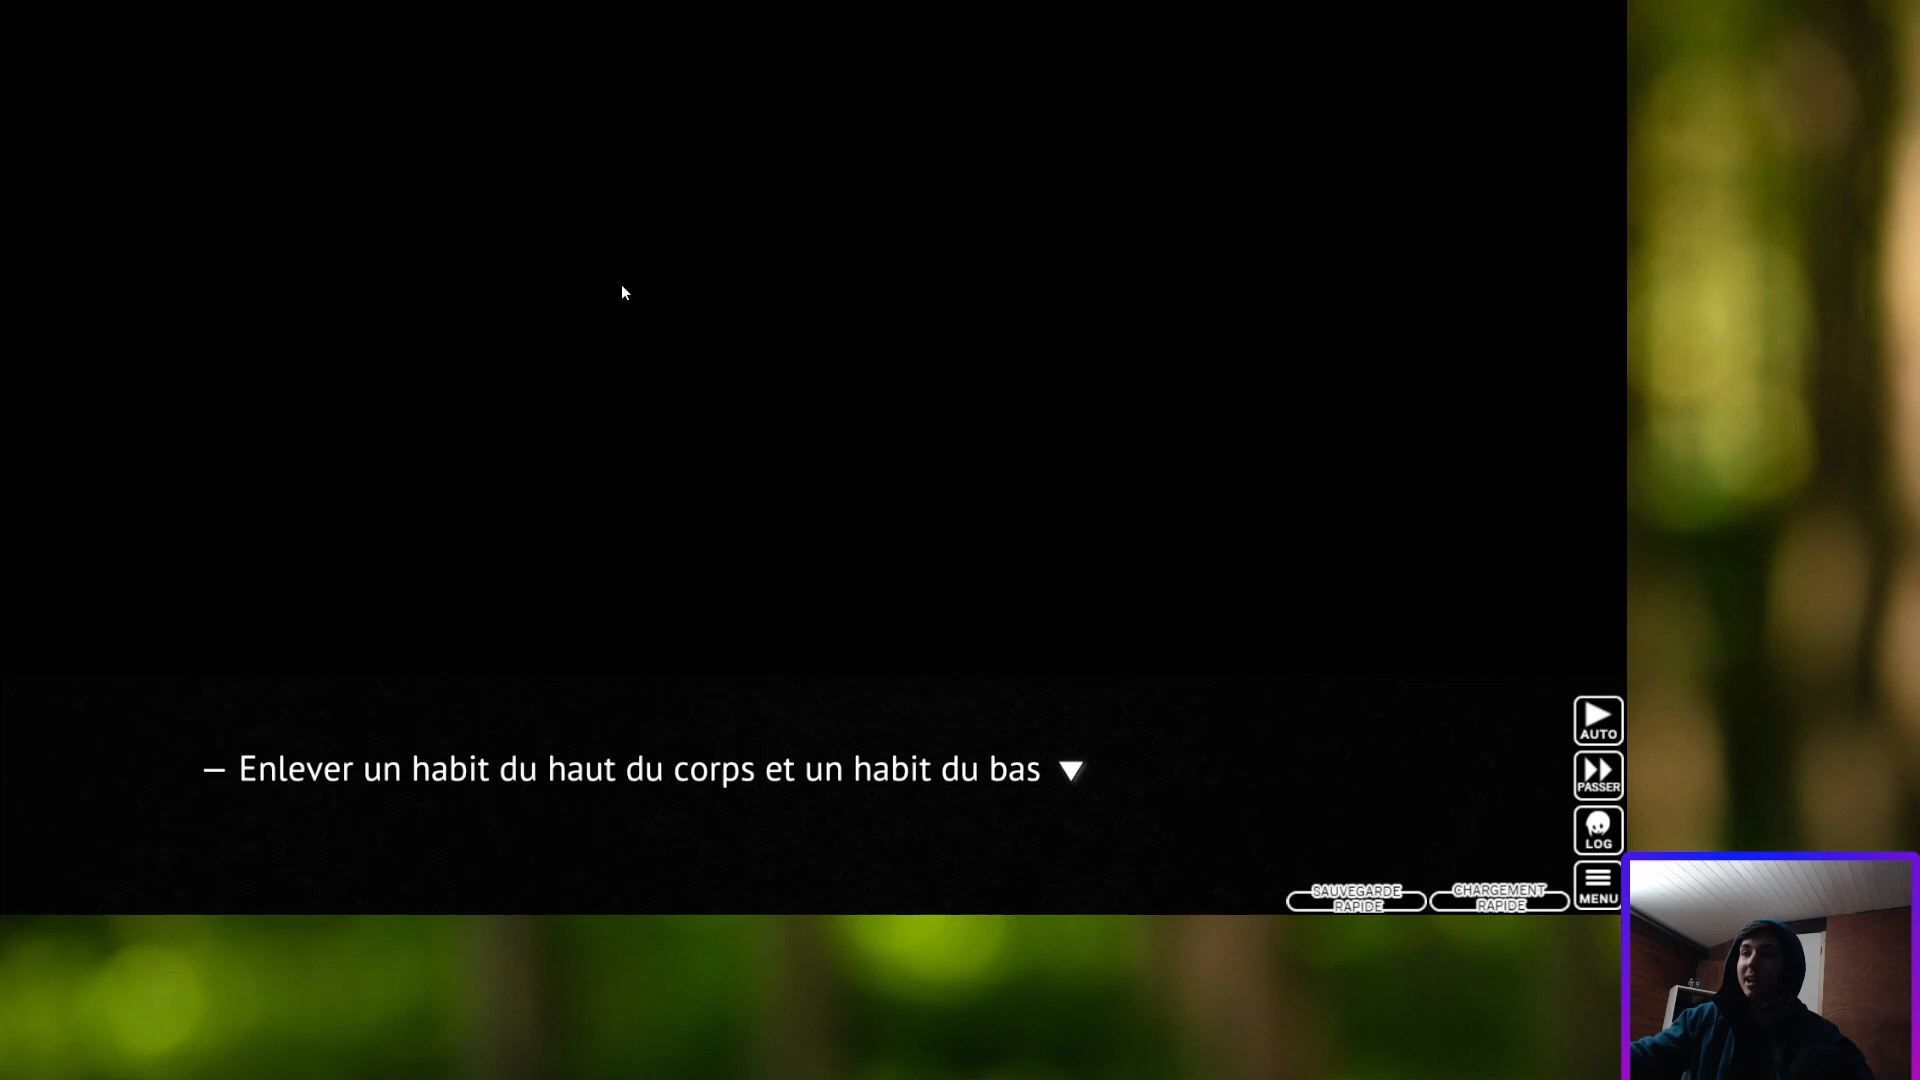 — Enlever un habit du haut du corps et un habit du bas
AUTO
PASSER
LOG
MENU
SAUVEGARDE
RAPIDE
CHARGEMENT
RAPIDE